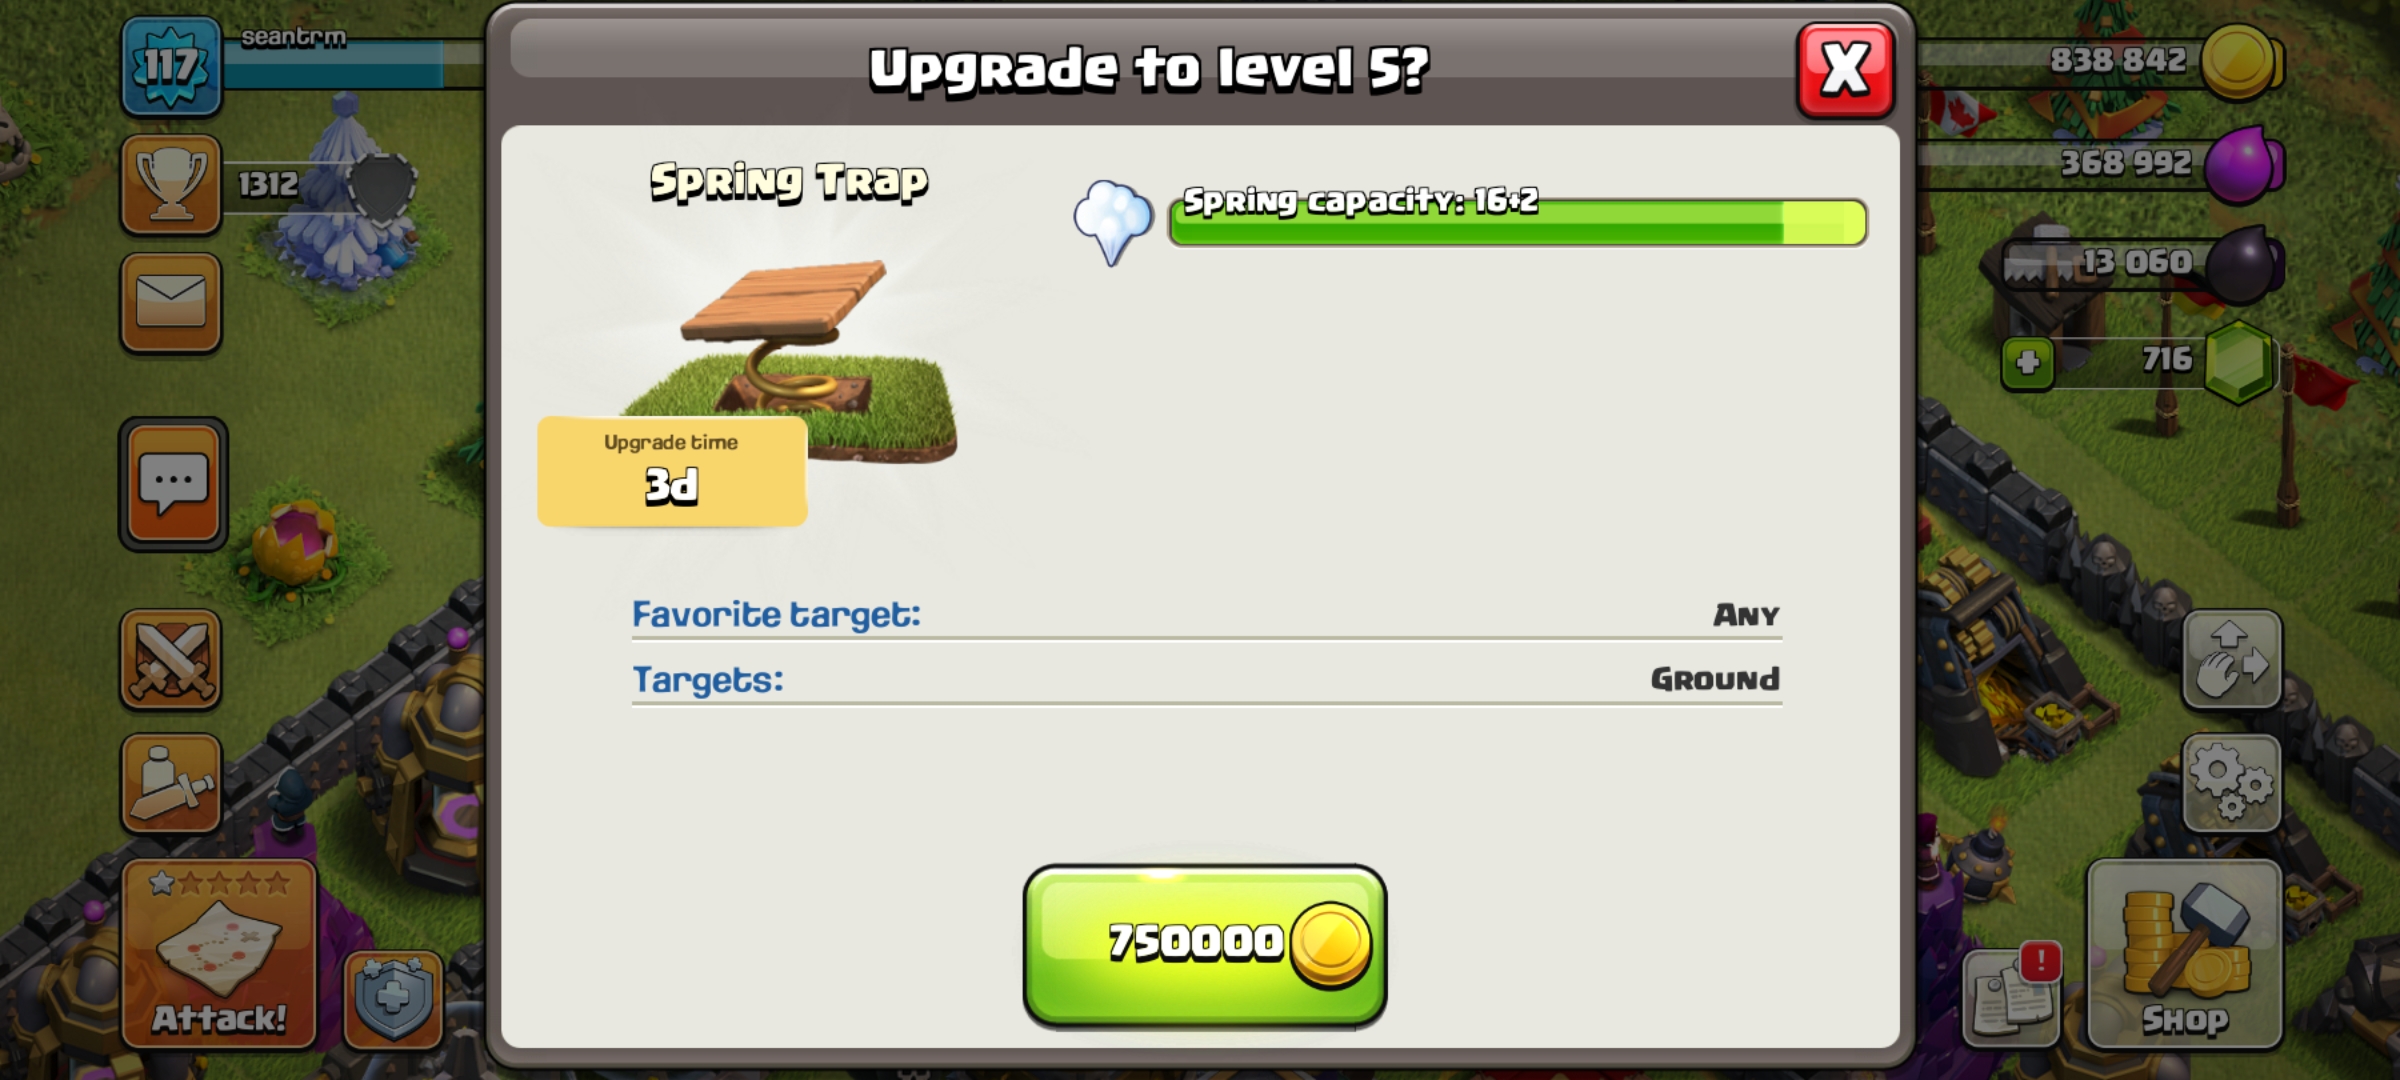 117
seantrm
Upgrade to level 5?
838 842
1312
Spring Trap
Spring capacity: 16+2
368 992
13 060
716
Upgrade time
3d
Favorite target:
Any
Targets:
Ground
750000
Attack!
!
Shop